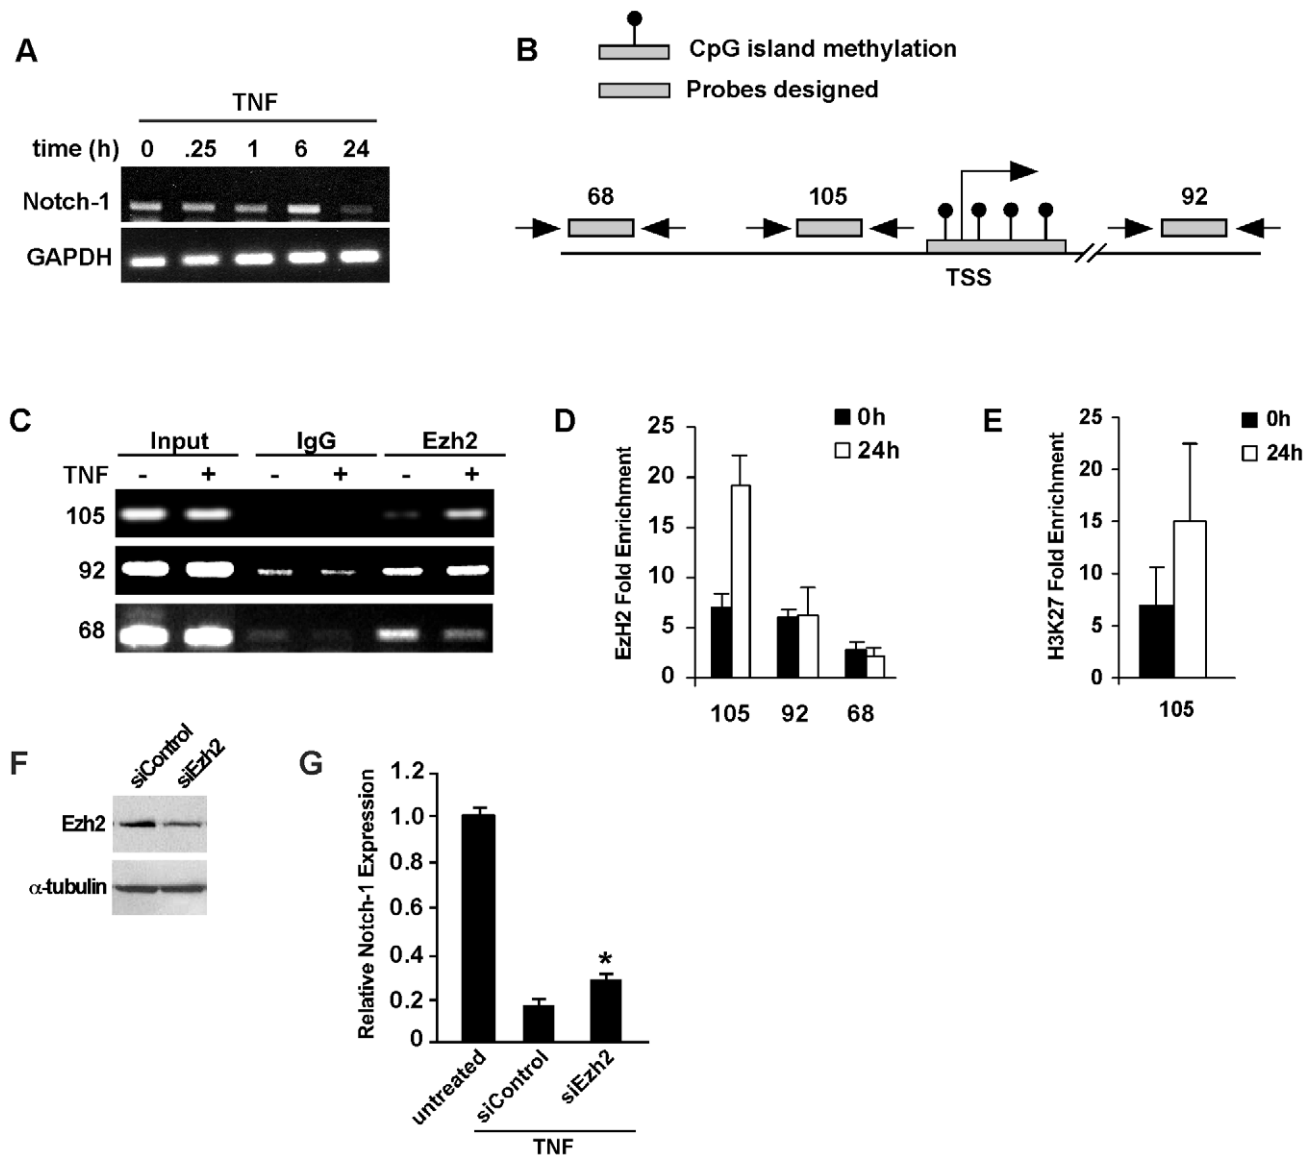 A
TNF
time (h) 0 .25 1 6 24
Notch-1
GAPDH
B
CpG island methylation
Probes designed
68 105 92
TSS
C
Input IgG Ezh2
TNF - + - + - +
105
92
68
D
0h
24h
EzH2 Fold Enrichment
25
20
15
10
5
0
105 92 68
E
0h
24h
H3K27 Fold Enrichment
25
20
15
10
5
0
105
F
siControl siEzh2
Ezh2
α-tubulin
G
Relative Notch-1 Expression
1.2
1.0
0.8
0.6
0.4
0.2
0
*
untreated siControl siEzh2
TNF